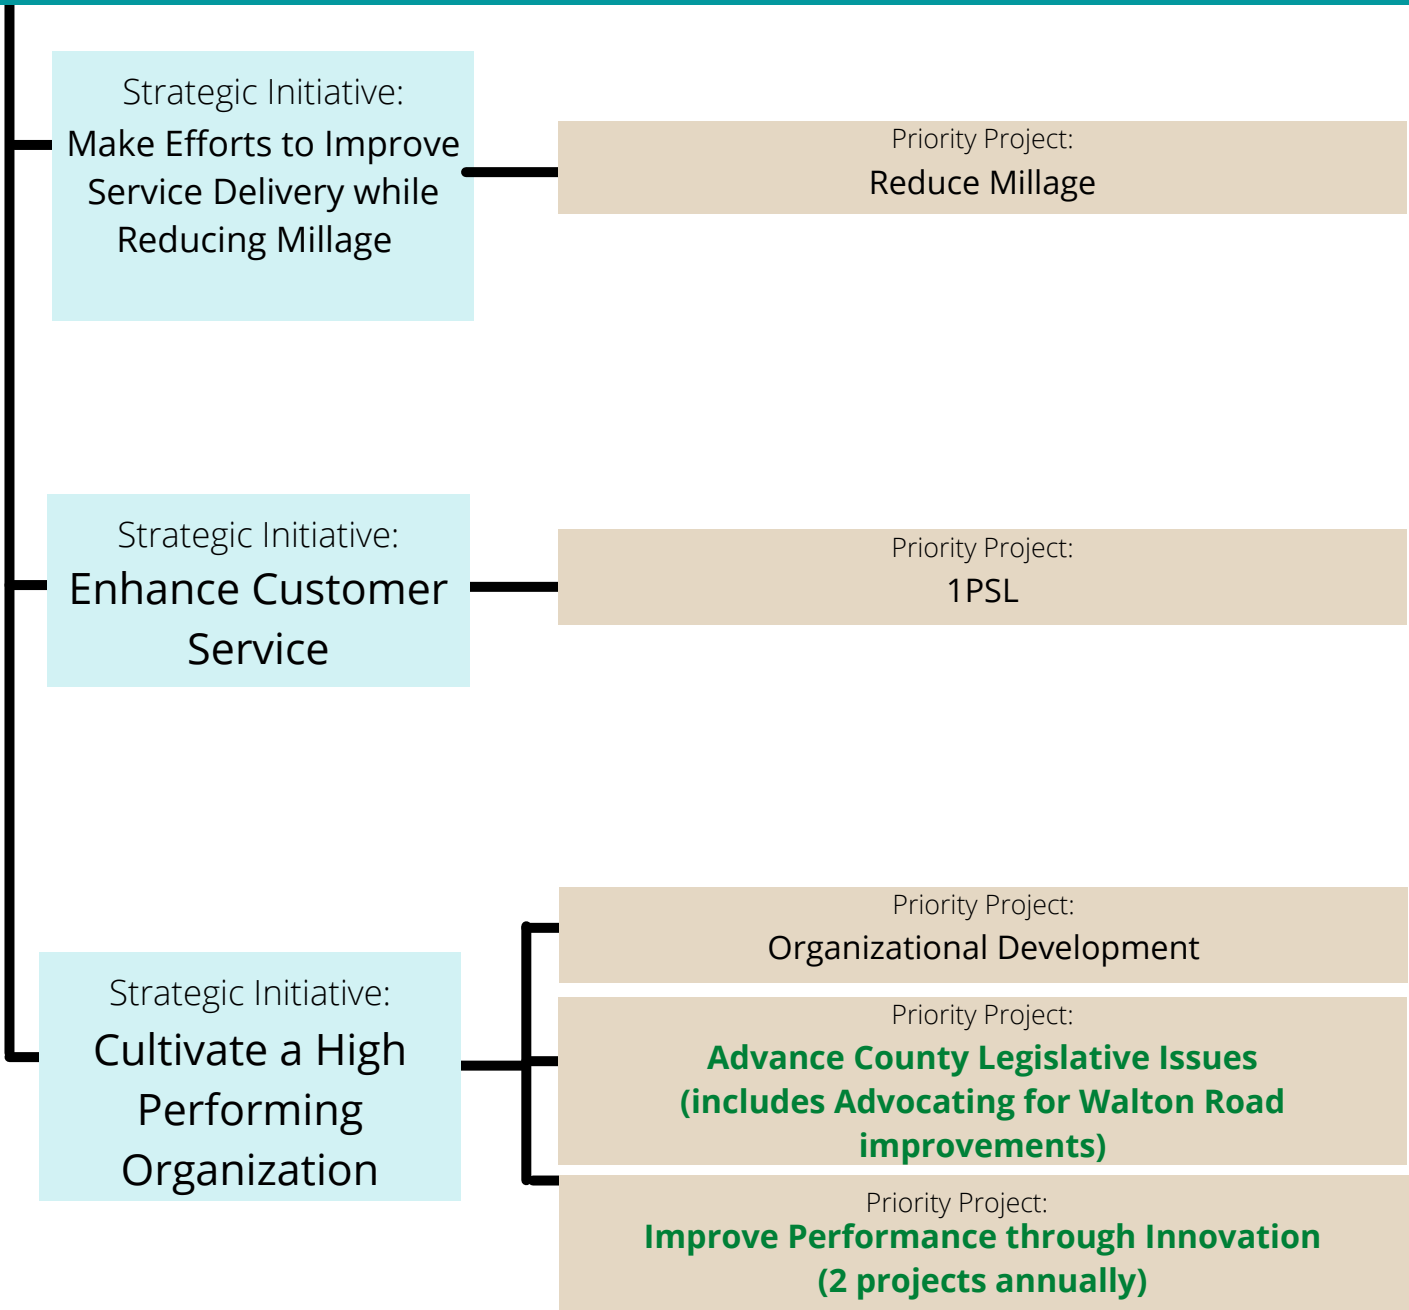 Strategic Initiative:
Make Efforts to Improve
Service Delivery while
Reducing Millage
Priority Project:
Reduce Millage
Strategic Initiative:
Enhance Customer
Service
Priority Project:
1PSL
Strategic Initiative:
Cultivate a High
Performing
Organization
Priority Project:
Organizational Development
Priority Project:
Advance County Legislative Issues
(includes Advocating for Walton Road
improvements)
Priority Project:
Improve Performance through Innovation
(2 projects annually)